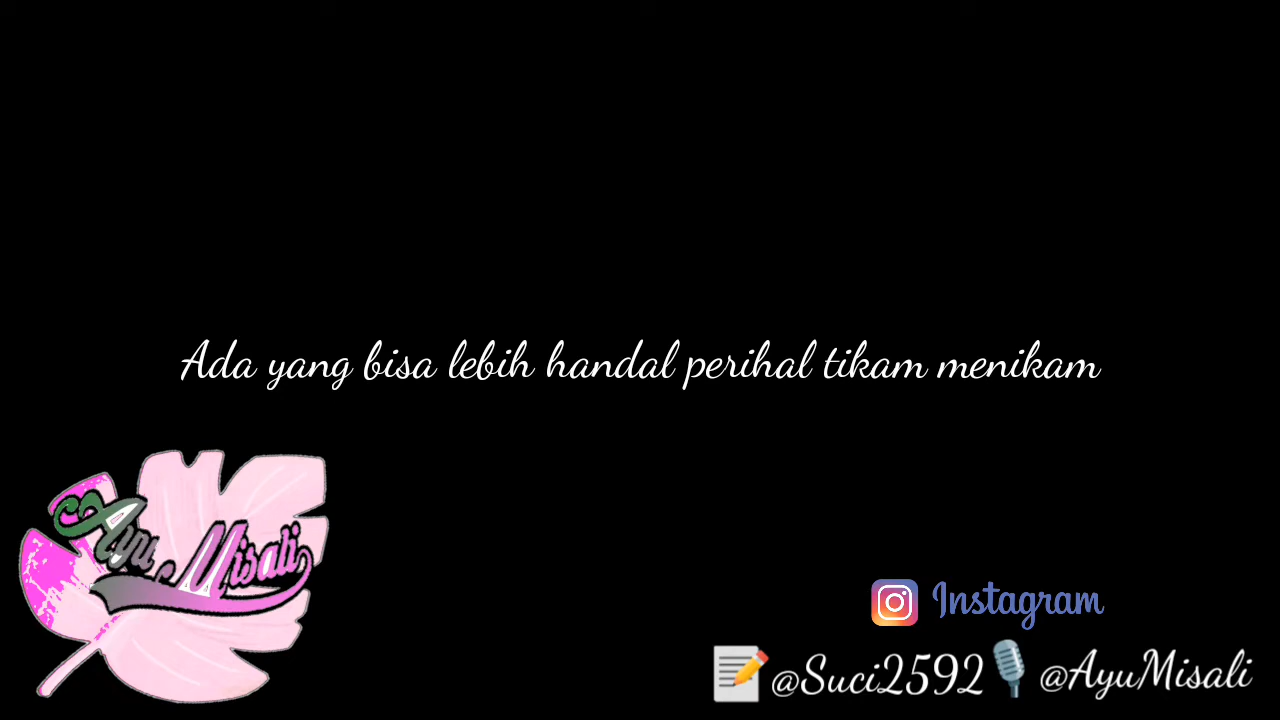 Ada yang bisa lebih handal perihal tikam menikam
Ayu Misali
Instagram
@Suci2592 @AyuMisali